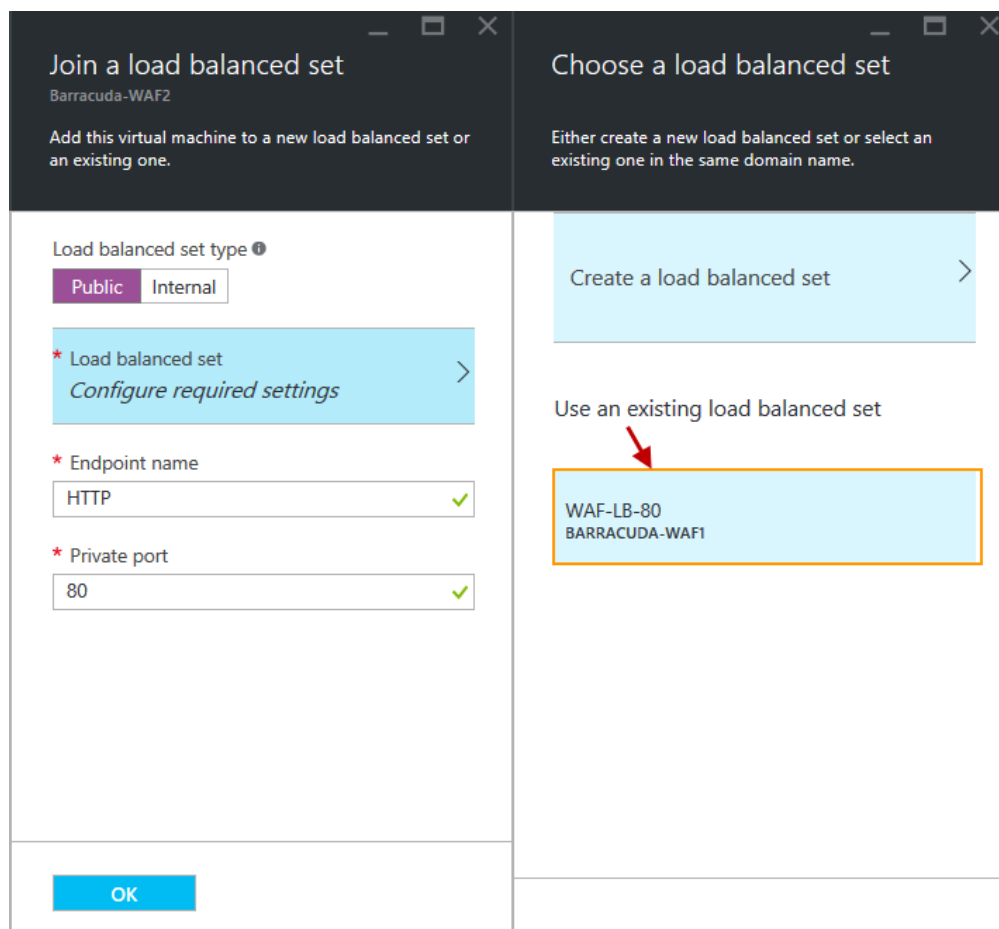 Join a load balanced set
Barracuda-WAF2
Add this virtual machine to a new load balanced set or
an existing one.
Load balanced set type
Public
Internal
* Load balanced set
Configure required settings
* Endpoint name
HTTP
* Private port
80
OK
Choose a load balanced set
Either create a new load balanced set or select an
existing one in the same domain name.
Create a load balanced set
Use an existing load balanced set
WAF-LB-80
BARRACUDA-WAF1